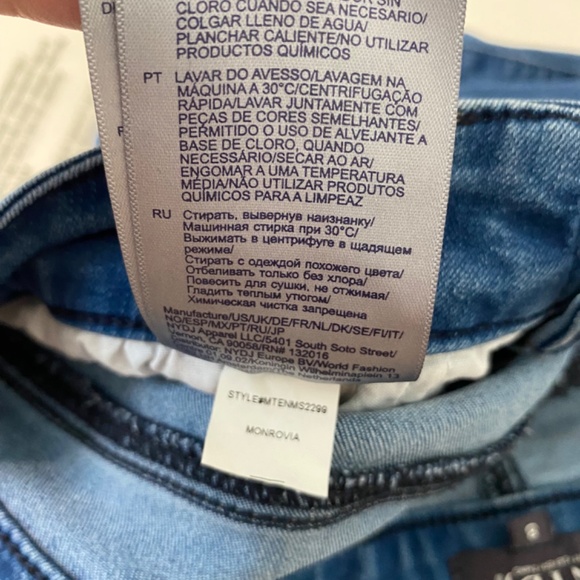 CLORO CUANDO SEA NECESARIO/
COLGAR LLENO DE AGUA/
PLANCHAR CALIENTE/NO UTILIZAR
PRODUCTOS QUÍMICOS
PT LAVAR DO AVESSO/LAVAGEM NA
MÁQUINA A 30°C/CENTRIFUGAÇÃO
RÁPIDA/LAVAR JUNTAMENTE COM
PEÇAS DE CORES SEMELHANTES/
PERMITIDO O USO DE ALVEJANTE A
BASE DE CLORO, QUANDO
NECESSÁRIO/SECAR AO AR/
ENGOMAR A UMA TEMPERATURA
MÉDIA/NÃO UTILIZAR PRODUTOS
QUÍMICOS PARA A LIMPEAZ
RU Стирать, вывернув наизнанку/
Машинная стирка при 30°C/
Выжимать в центрифуге в щадящем
режиме/
Стирать с одеждой похожего цвета/
Отбеливать только без хлора/
Повесить для сушки, не отжимая/
Гладить теплым утюгом/
Химическая чистка запрещена
Manufacture/US/UK/DE/FR/NL/DK/SE/FI/IT/
NO/ESP/MX/PT/RU/JP
NYDJ Apparel LLC/5401 South Soto Street/
Vernon, CA 90058/RN# 132016
NYDJ Europe BV/World Fashion
Koningin Wilhelminaplein 13
The Netherlands
STYLE#MTENMS2299
MONROVIA